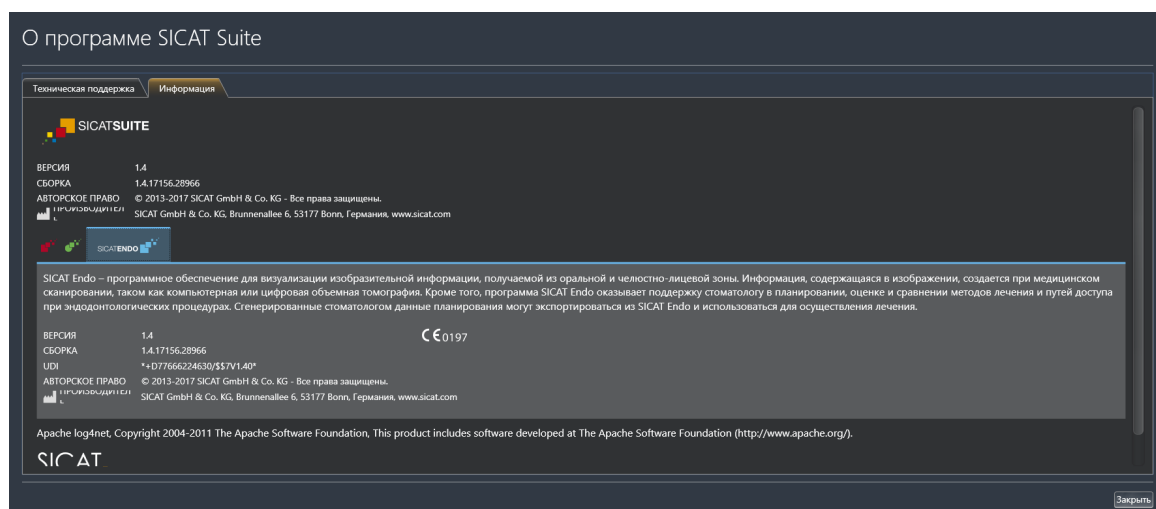 О программе SICAT Suite
Техническая поддержка Информация
SICATSUITE
ВЕРСИЯ 1.4
СБОРКА 1.4.17156.28966
АВТОРСКОЕ ПРАВО © 2013-2017 SICAT GmbH & Co. KG - Все права защищены.
ПРОИЗВОДИТЕЛ SICAT GmbH & Co. KG, Brunnenallee 6, 53177 Bonn, Германия, www.sicat.com
SICATENDO
SICAT Endo – программное обеспечение для визуализации изобразительной информации, получаемой из оральной и челюстно-лицевой зоны. Информация, содержащаяся в изображении, создается при медицинском
сканировании, таком как компьютерная или цифровая объемная томография. Кроме того, программа SICAT Endo оказывает поддержку стоматологу в планировании, оценке и сравнении методов лечения и путей доступа
при эндодонтологических процедурах. Сгенерированные стоматологом данные планирования могут экспортироваться из SICAT Endo и использоваться для осуществления лечения.
ВЕРСИЯ 1.4 CE0197
СБОРКА 1.4.17156.28966
UDI *+D77666224630/$$7V1.40*
АВТОРСКОЕ ПРАВО © 2013-2017 SICAT GmbH & Co. KG - Все права защищены.
ПРОИЗВОДИТЕЛ SICAT GmbH & Co. KG, Brunnenallee 6, 53177 Bonn, Германия, www.sicat.com
Apache log4net, Copyright 2004-2011 The Apache Software Foundation, This product includes software developed at The Apache Software Foundation (http://www.apache.org/).
SICAT
Закрыть